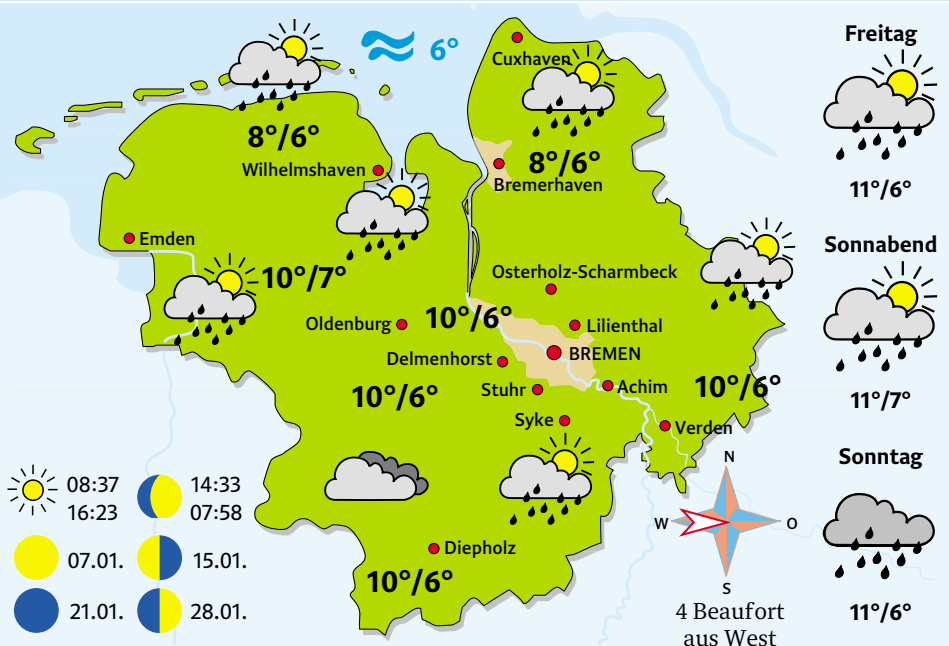 6°
Cuxhaven
8°/6°
Wilhelmshaven
8°/6°
Bremerhaven
Emden
10°/7°
Osterholz-Scharmbeck
Oldenburg
10°/6°
Lilienthal
Delmenhorst
BREMEN
10°/6°
Stuhr
Achim
10°/6°
Syke
Verden
Diepholz
10°/6°
Freitag
11°/6°
Sonnabend
11°/7°
Sonntag
11°/6°
08:37
16:23
14:33
07:58
07.01.
15.01.
21.01.
28.01.
N
W
O
S
4 Beaufort
aus West